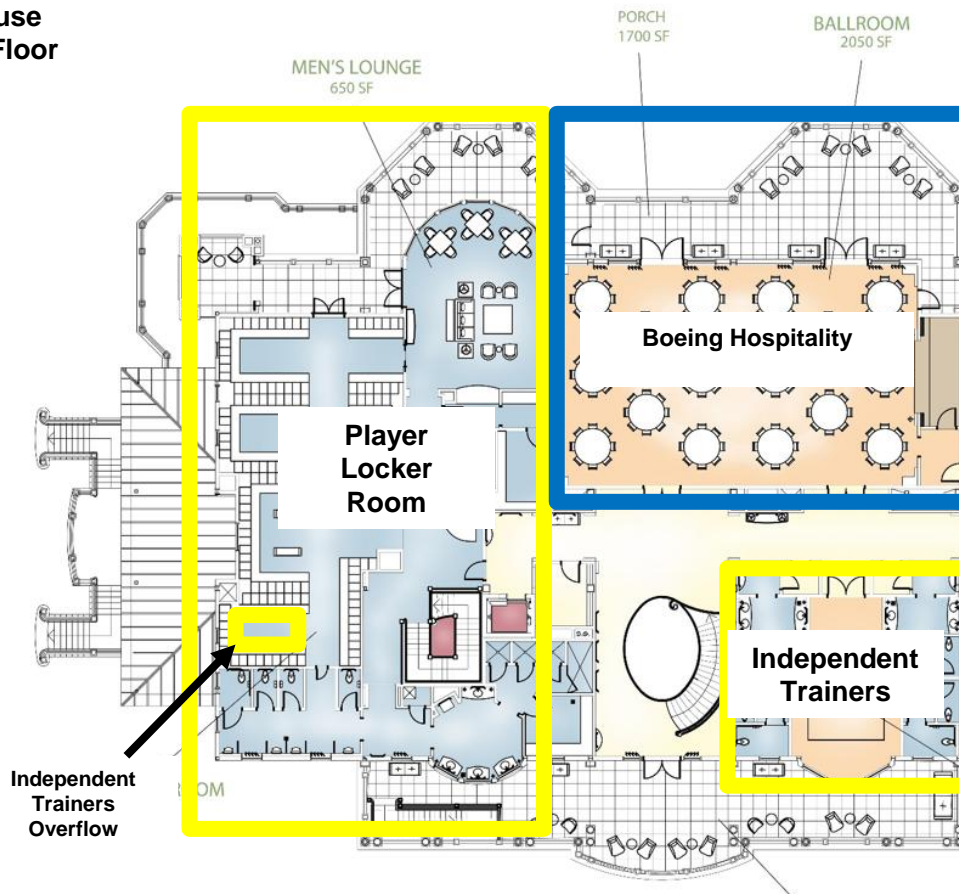 use
Floor
PORCH
1700 SF
BALLROOM
2050 SF
MEN'S LOUNGE
650 SF
Boeing Hospitality
Player
Locker
Room
Independent
Trainers
Independent
Trainers
Overflow
OOM